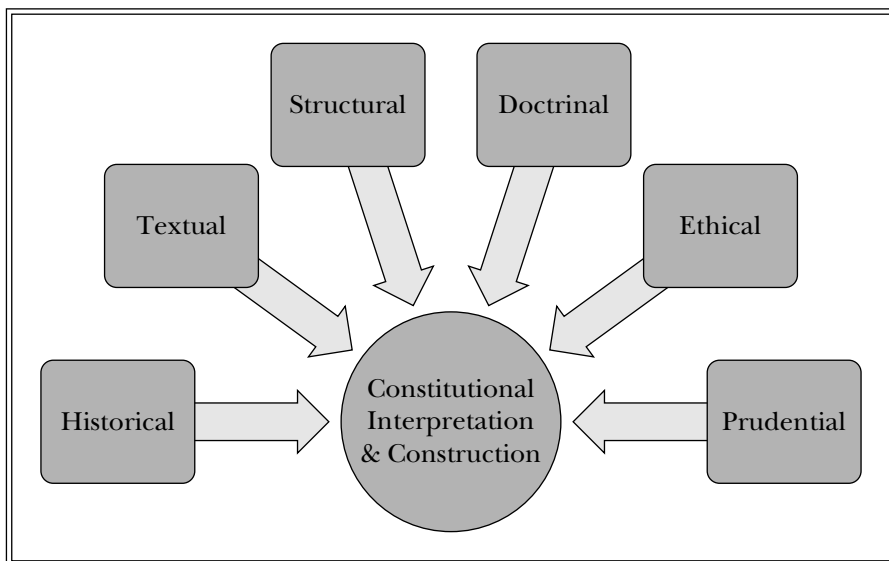 Structural
Doctrinal
Textual
Ethical
Historical
Constitutional
Interpretation
& Construction
Prudential